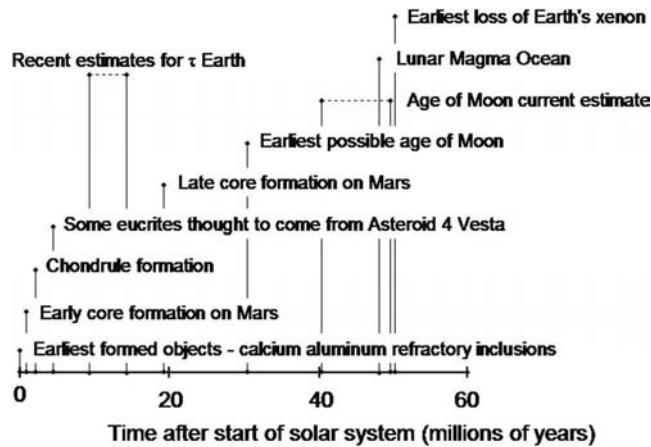 Earliest loss of Earth's xenon
Recent estimates for τ Earth
Lunar Magma Ocean
Age of Moon current estimates
Earliest possible age of Moon
Late core formation on Mars
Some eucrites thought to come from Asteroid 4 Vesta
Chondrule formation
Early core formation on Mars
Earliest formed objects - calcium aluminum refractory inclusions
0 20 40 60
Time after start of solar system (millions of years)